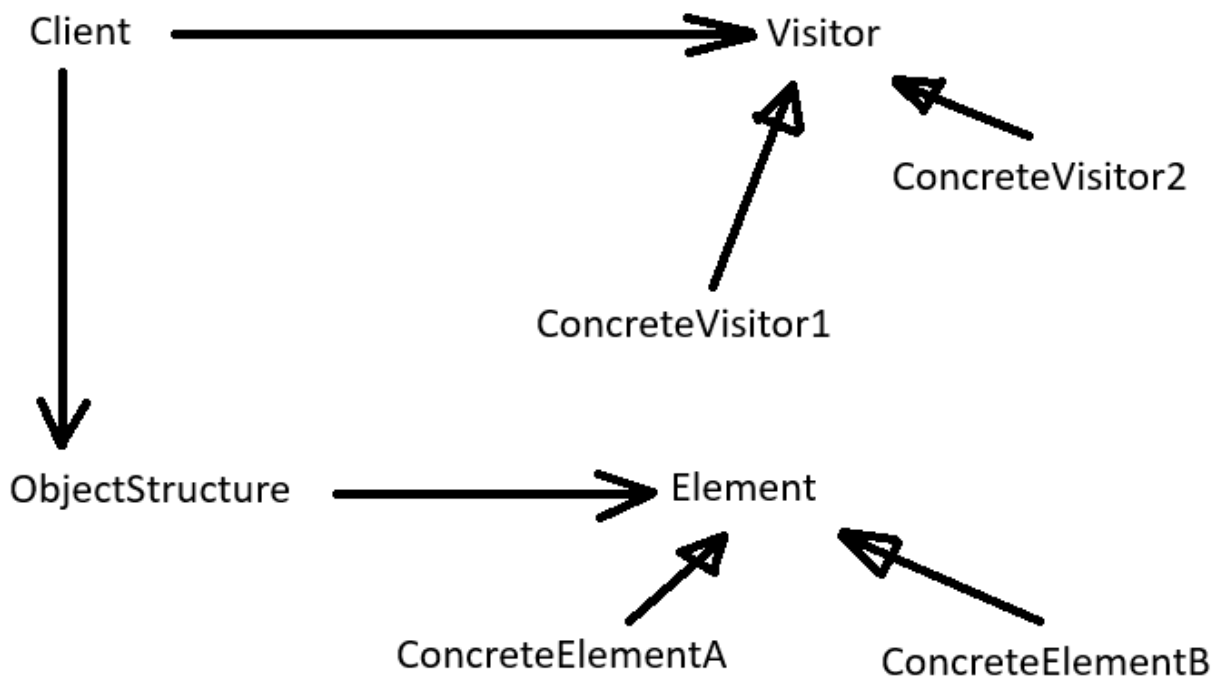 Client
Visitor
ConcreteVisitor2
ConcreteVisitor1
ObjectStructure
Element
ConcreteElementA
ConcreteElementB